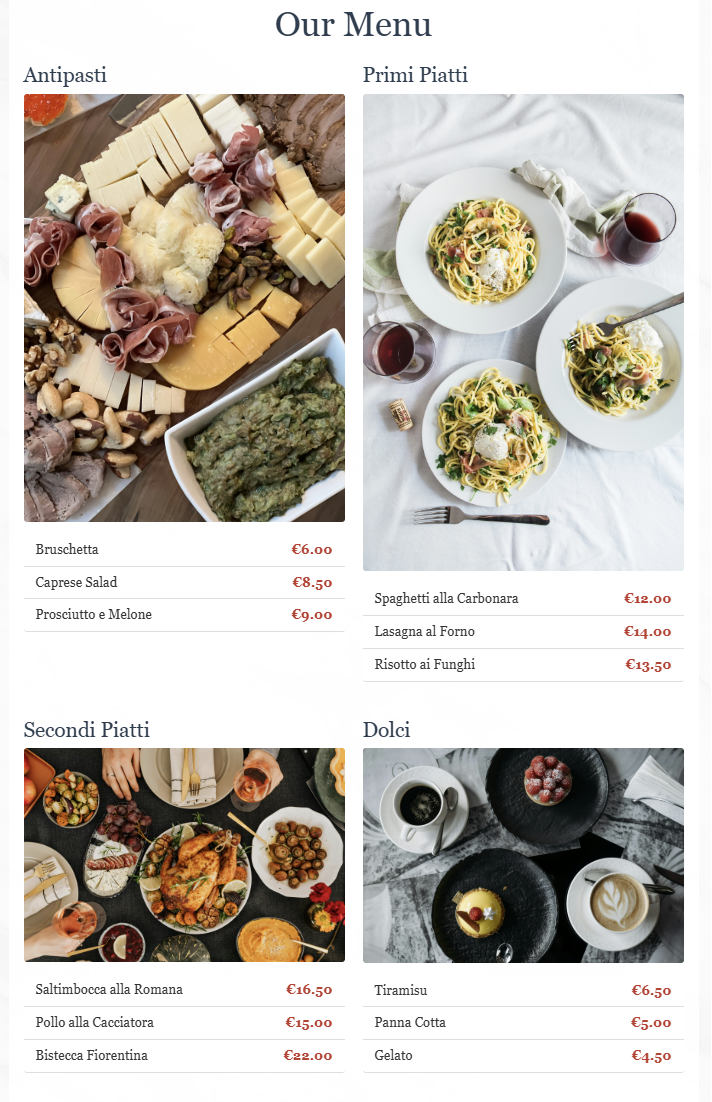 Our Menu
Antipasti
Bruschetta €6.00
Caprese Salad €8.50
Prosciutto e Melone €9.00
Primi Piatti
Spaghetti alla Carbonara €12.00
Lasagna al Forno €14.00
Risotto ai Funghi €13.50
Secondi Piatti
Saltimbocca alla Romana €16.50
Pollo alla Cacciatora €15.00
Bistecca Fiorentina €22.00
Dolci
Tiramisu €6.50
Panna Cotta €5.00
Gelato €4.50